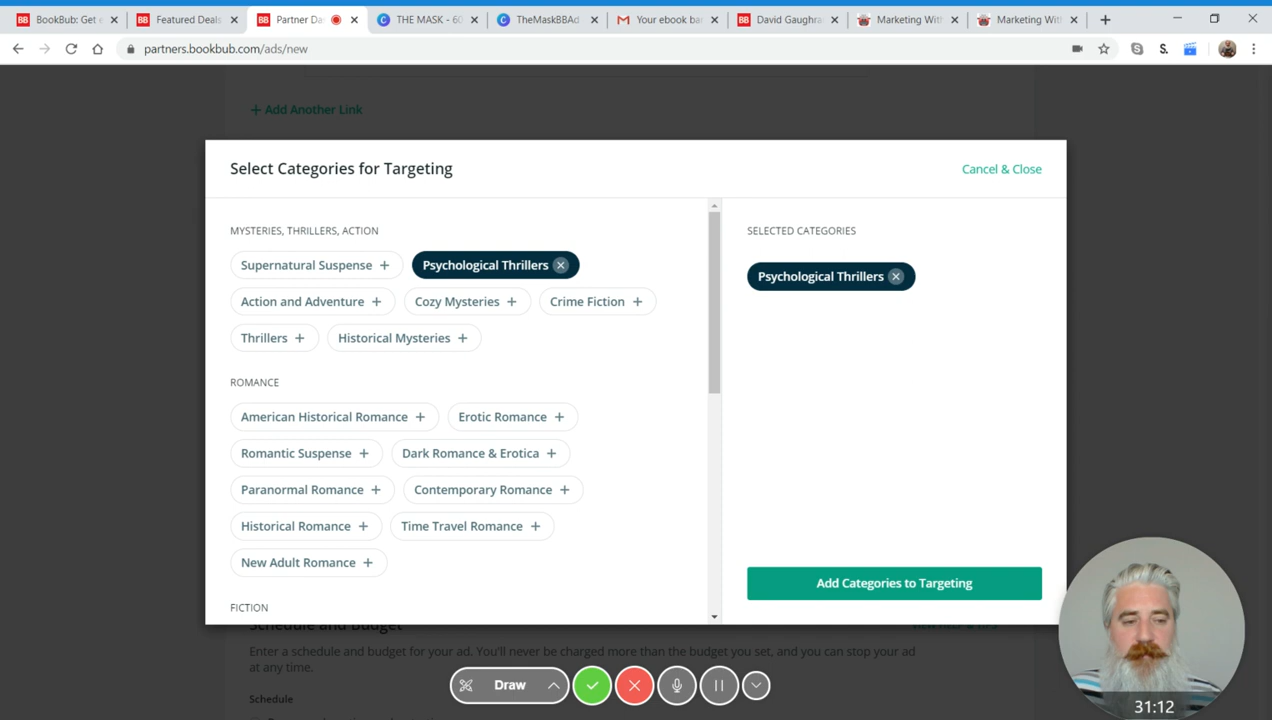 BookBub: Get e
Featured Deals
Partner Da
THE MASK - 60
TheMaskBBAd
Your ebook ba
David Gaughra
Marketing Wit
Marketing Wit
partners.bookbub.com/ads/new
+ Add Another Link
Select Categories for Targeting
Cancel & Close
MYSTERIES, THRILLERS, ACTION
Supernatural Suspense +
Psychological Thrillers ×
Action and Adventure +
Cozy Mysteries +
Crime Fiction +
Thrillers +
Historical Mysteries +
ROMANCE
American Historical Romance +
Erotic Romance +
Romantic Suspense +
Dark Romance & Erotica +
Paranormal Romance +
Contemporary Romance +
Historical Romance +
Time Travel Romance +
New Adult Romance +
FICTION
SELECTED CATEGORIES
Psychological Thrillers ×
Add Categories to Targeting
Schedule and Budget
Enter a schedule and budget for your ad. You'll never be charged more than the budget you set, and you can stop your ad
at any time.
Schedule
Draw
31:12